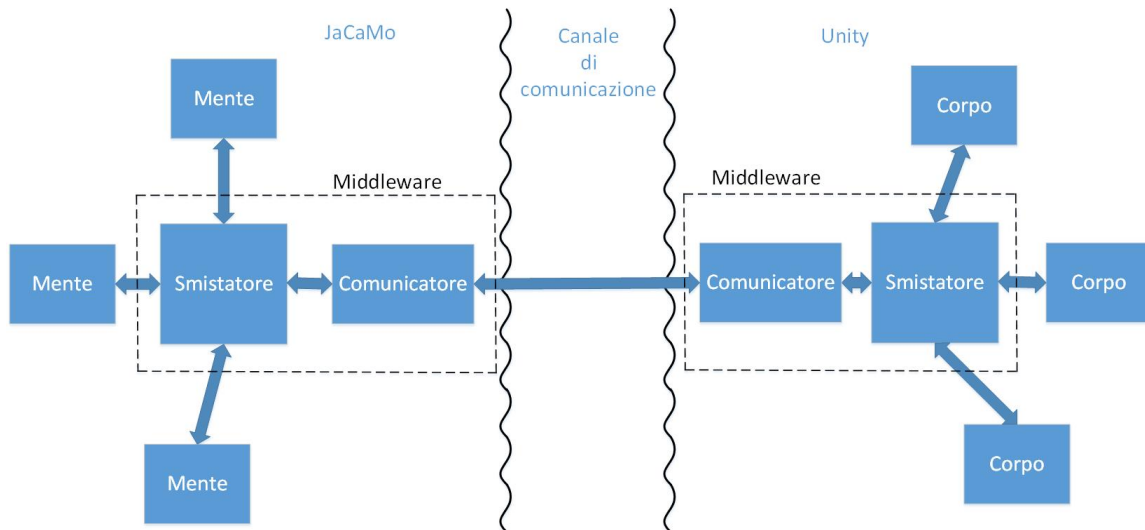 JaCaMo
Canale
di
comunicazione
Unity
Mente
Corpo
Middleware
Middleware
Mente
Smistatore
Comunicatore
Comunicatore
Smistatore
Corpo
Mente
Corpo